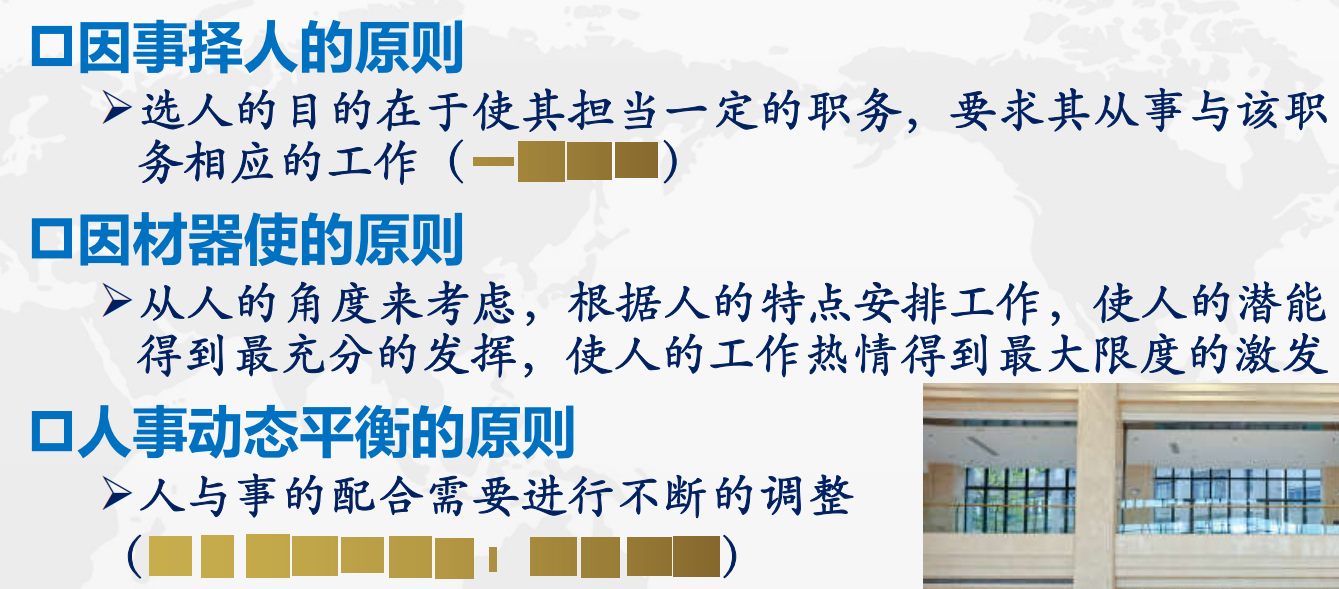 因事择人的原则
选人的目的在于使其担当一定的职务，要求其从事与该职
务相应的工作（一）
因材器使的原则
从人的角度来考虑，根据人的特点安排工作，使人的潜能
得到最充分的发挥，使人的工作热情得到最大限度的激发
人事动态平衡的原则
人与事的配合需要进行不断的调整
（）